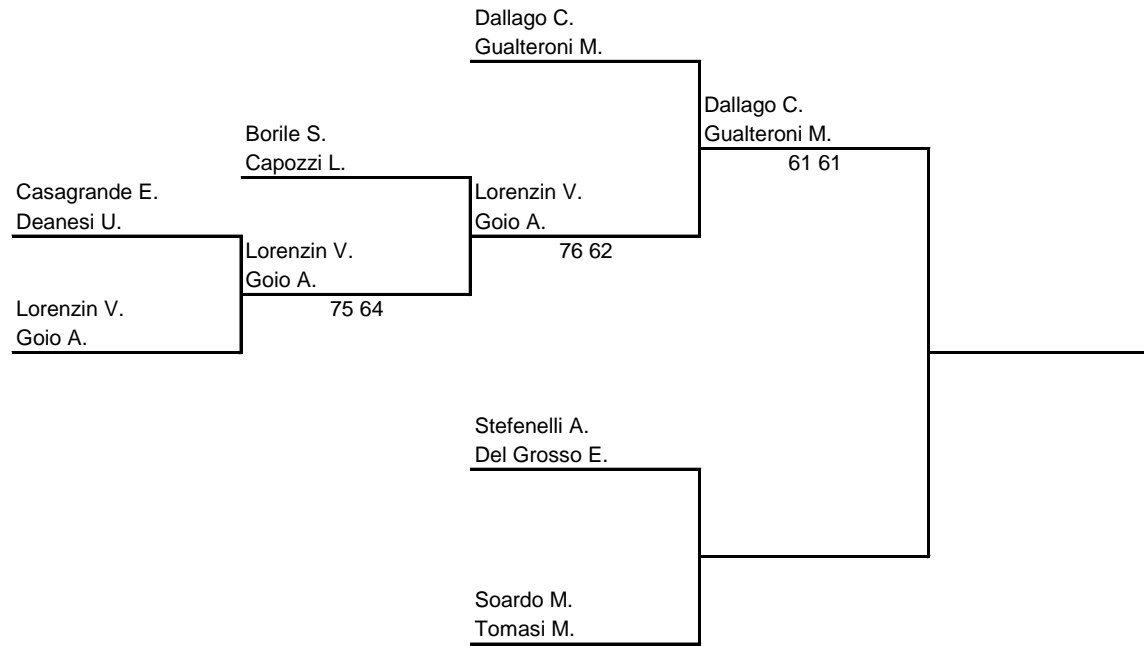 Dallago C.
Gualteroni M.
Dallago C.
Gualteroni M.
61 61
Borile S.
Capozzi L.
Casagrande E.
Deanesi U.
Lorenzin V.
Goio A.
76 62
Lorenzin V.
Goio A.
75 64
Lorenzin V.
Goio A.
Stefenelli A.
Del Grosso E.
Soardo M.
Tomasi M.